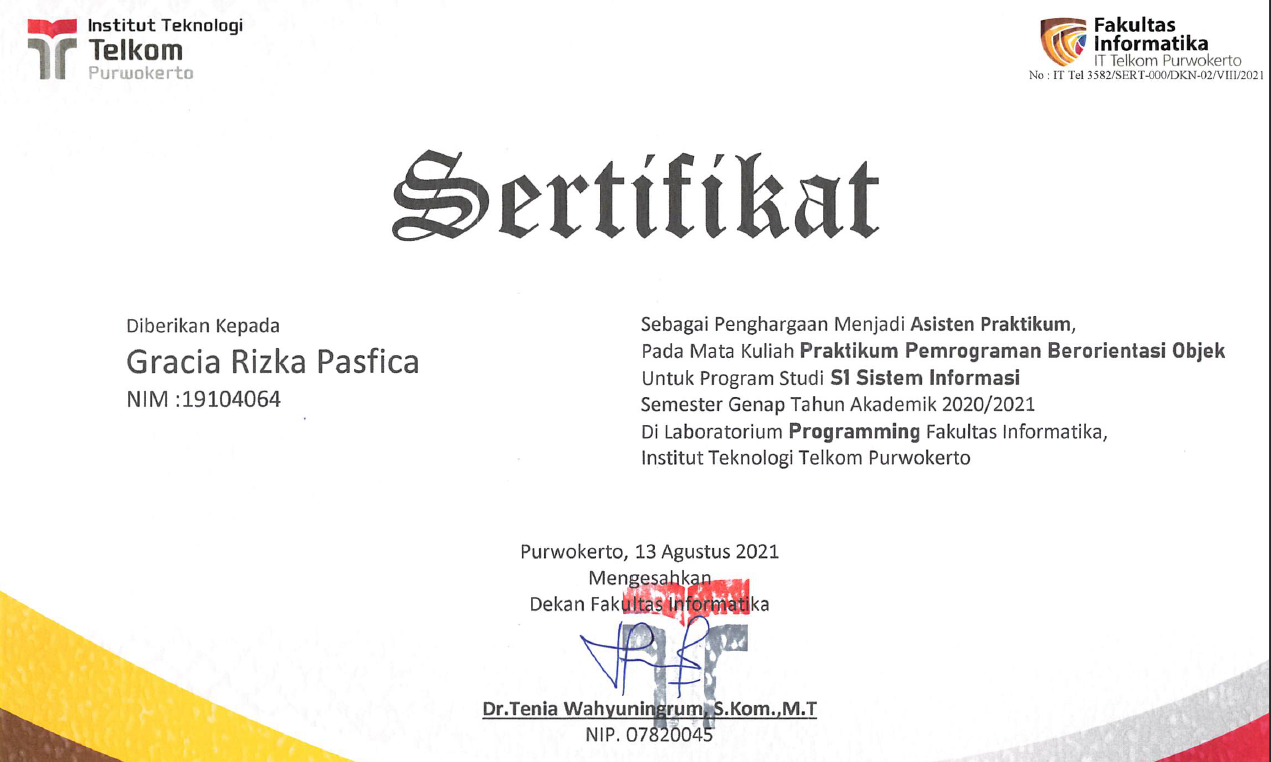 Institut Teknologi
Telkom
Purwokerto
Fakultas
Informatika
IT Telkom Purwokerto
No : IT Tel 3582/SERT-000/DKN-02/VIII/2021
Sertifikat
Diberikan Kepada
Gracia Rizka Pasfica
NIM :19104064
Sebagai Penghargaan Menjadi Asisten Praktikum,
Pada Mata Kuliah Praktikum Pemrograman Berorientasi Objek
Untuk Program Studi S1 Sistem Informasi
Semester Genap Tahun Akademik 2020/2021
Di Laboratorium Programming Fakultas Informatika,
Institut Teknologi Telkom Purwokerto
Purwokerto, 13 Agustus 2021
Mengesahkan
Dekan Fakultas Informatika
Dr.Tenia Wahyuningrum, S.Kom.,M.T
NIP. 07820045